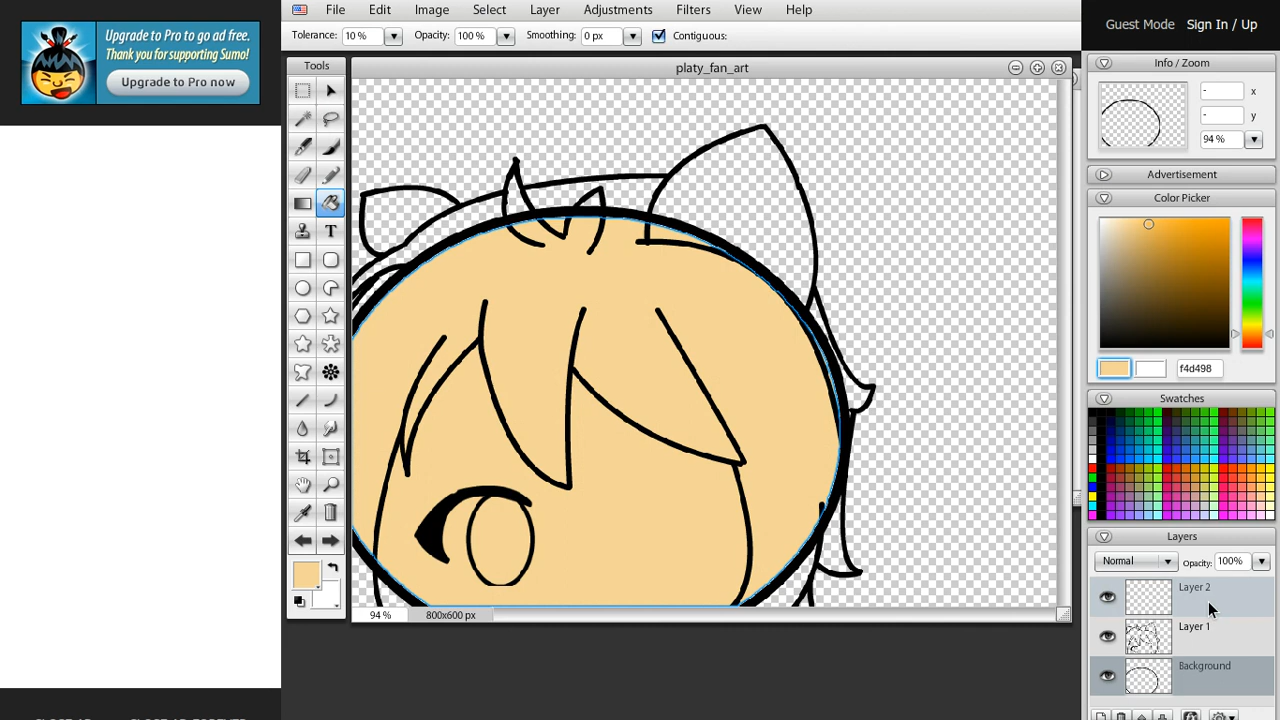 Upgrade to Pro to go ad free.
Thank you for supporting Sumo!
Upgrade to Pro now
File Edit Image Select Layer Adjustments Filters View Help
Guest Mode Sign In / Up
Tolerance: 10 % Opacity: 100 % Smoothing: 0 px Contiguous:
Tools
platy_fan_art
Info / Zoom
- x
- y
94 %
Advertisement
Color Picker
f4d498
Swatches
Layers
Normal Opacity: 100%
Layer 2
Layer 1
Background
T
94 % 800x600 px